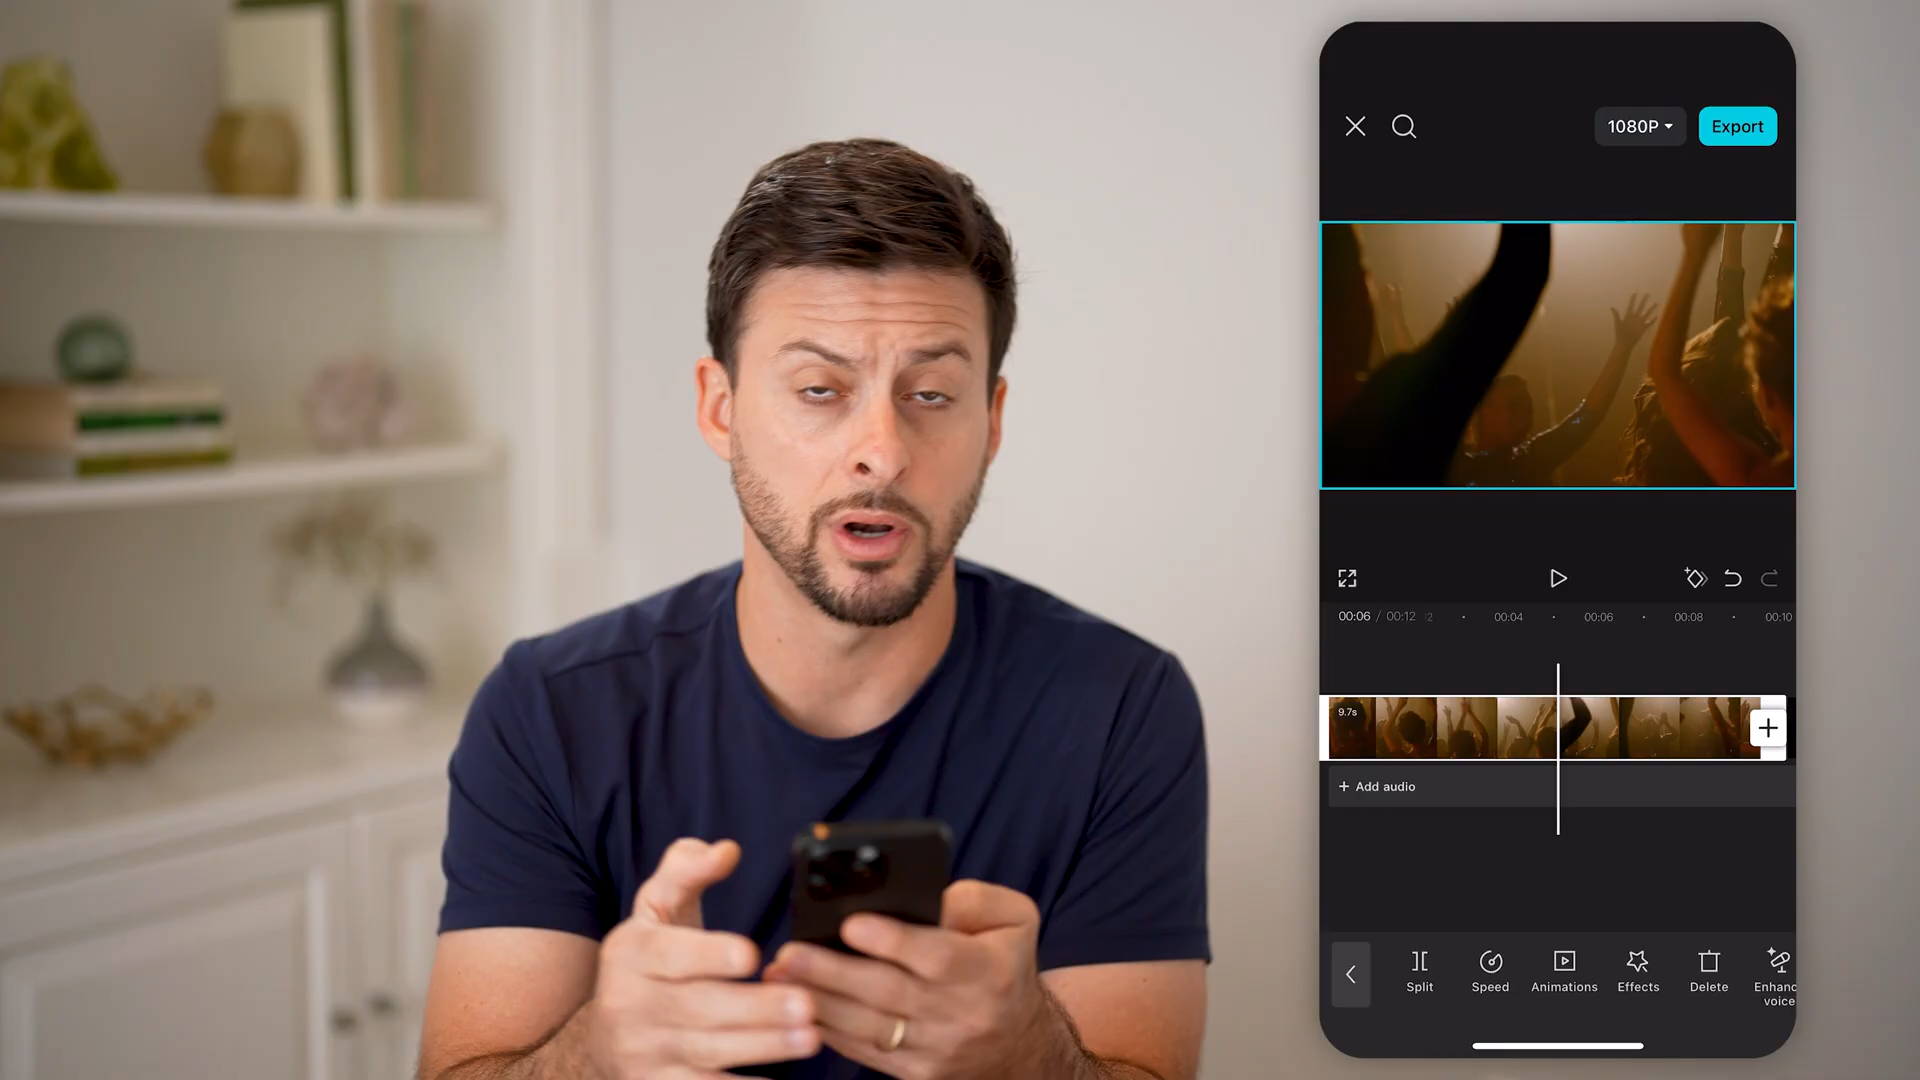 1080P
Export
00:06 / 00:12
00:04
00:06
00:08
00:10
9.7s
+ Add audio
Split
Speed
Animations
Effects
Delete
Enhanc
voice